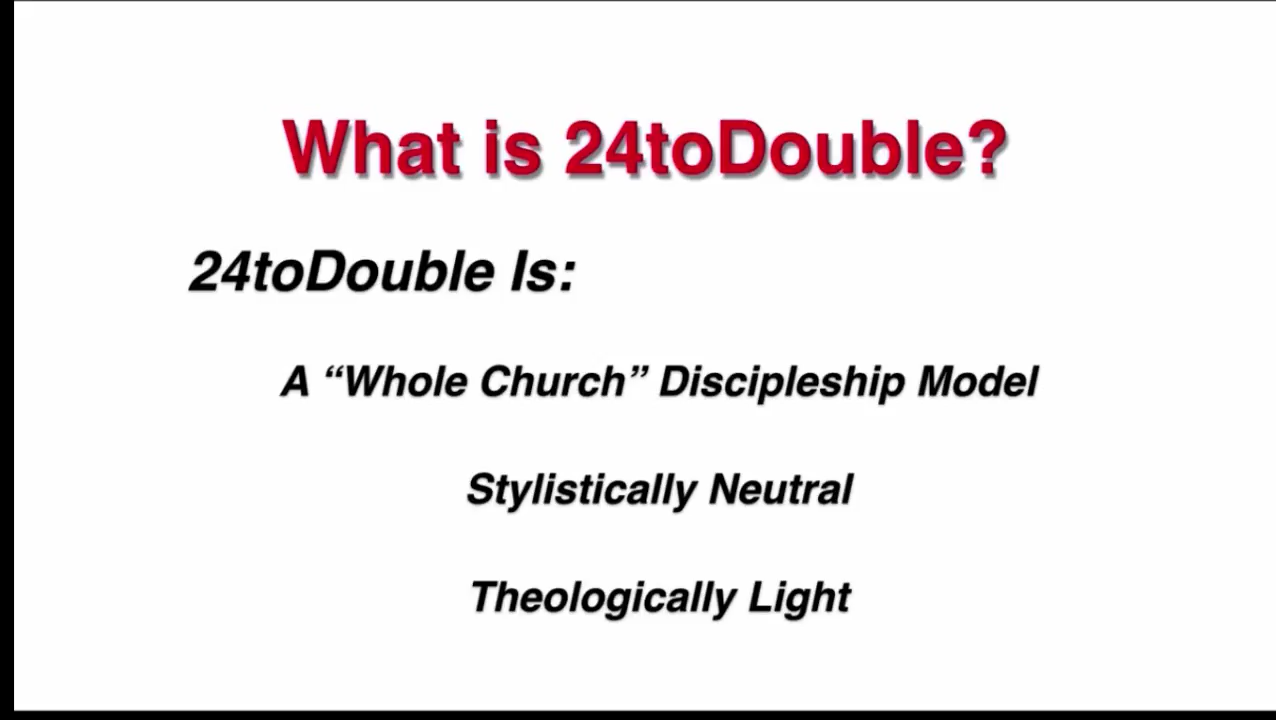 What is 24toDouble?
24toDouble Is:
A “Whole Church” Discipleship Model
Stylistically Neutral
Theologically Light